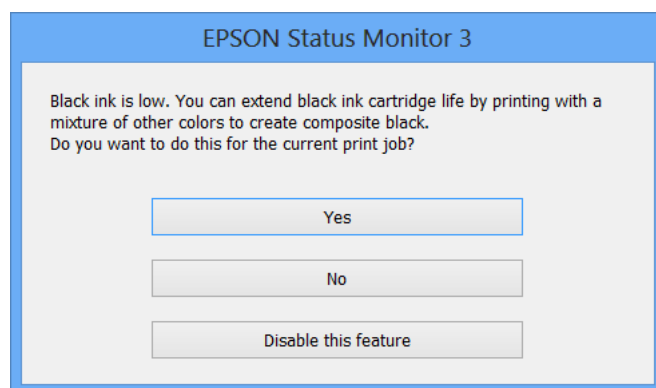 EPSON Status Monitor 3
Black ink is low. You can extend black ink cartridge life by printing with a
mixture of other colors to create composite black.
Do you want to do this for the current print job?
Yes
No
Disable this feature